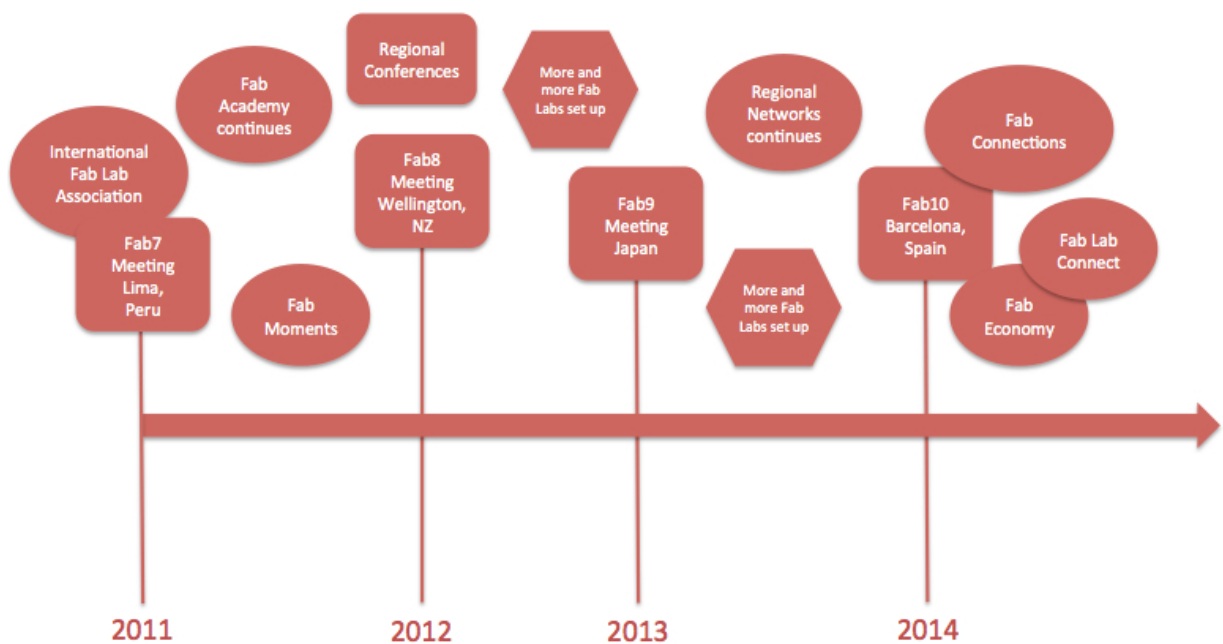 International
Fab Lab
Association
Fab7
Meeting
Lima,
Peru
Fab
Academy
continues
Fab
Moments
Regional
Conferences
Fab8
Meeting
Wellington,
NZ
More and
more Fab
Labs set up
Fab9
Meeting
Japan
Regional
Networks
continues
More and
more Fab
Labs set up
Fab10
Barcelona,
Spain
Fab
Connections
Fab Lab
Connect
Fab
Economy
2011
2012
2013
2014